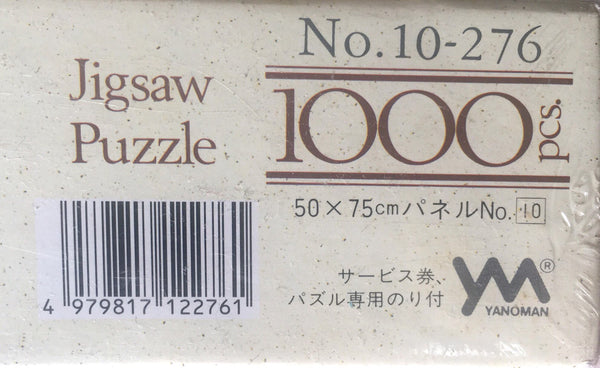 No.10-276
Jigsaw
Puzzle
1000 pcs.
50×75cmパネルNo. 10
サービス券、
パズル専用のり付
YM®
YANOMAN
4 979817 122761